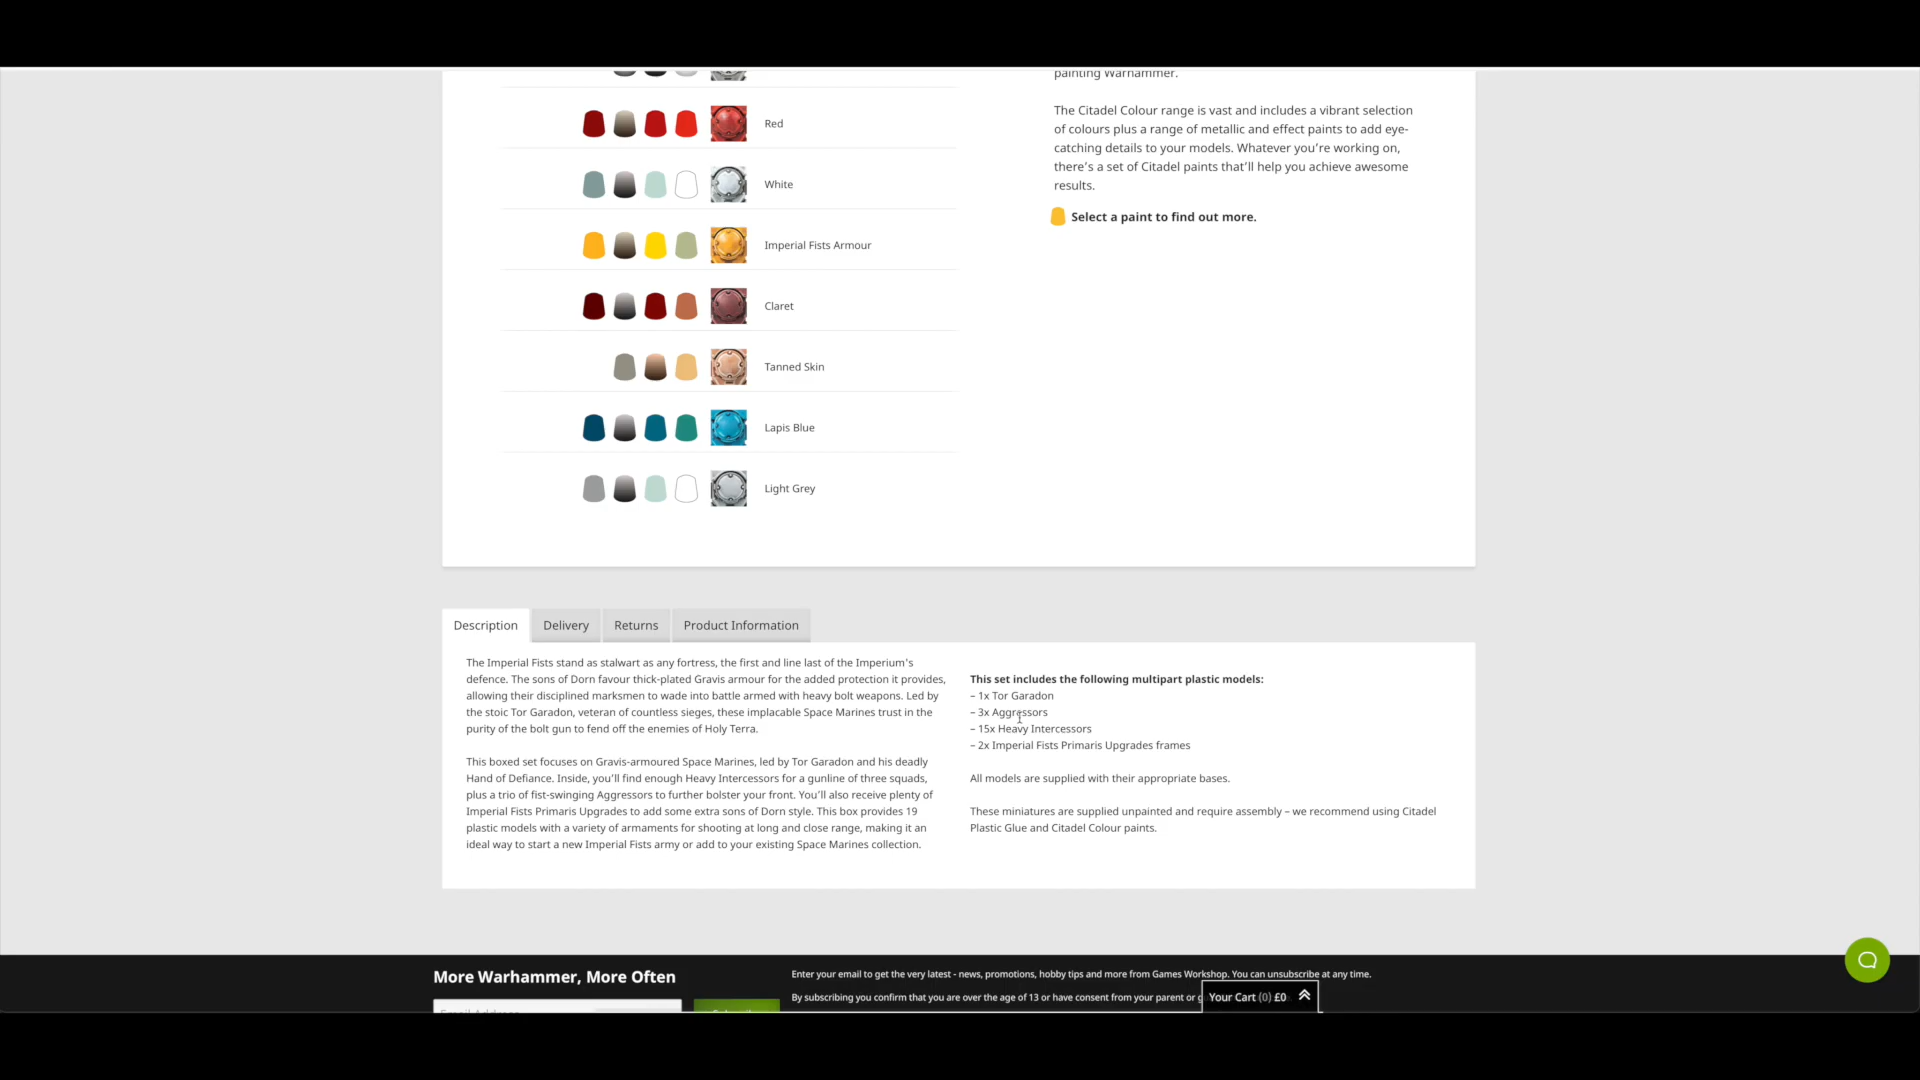 painting Warhammer.
Red
White
Imperial Fists Armour
Claret
Tanned Skin
Lapis Blue
Light Grey
The Citadel Colour range is vast and includes a vibrant selection
of colours plus a range of metallic and effect paints to add eye-
catching details to your models. Whatever you're working on,
there's a set of Citadel paints that'll help you achieve awesome
results.
Select a paint to find out more.
Description
Delivery
Returns
Product Information
The Imperial Fists stand as stalwart as any fortress, the first and line last of the Imperium's
defence. The sons of Dorn favour thick-plated Gravis armour for the added protection it provides,
allowing their disciplined marksmen to wade into battle armed with heavy bolt weapons. Led by
the stoic Tor Garadon, veteran of countless sieges, these implacable Space Marines trust in the
purity of the bolt gun to fend off the enemies of Holy Terra.
This boxed set focuses on Gravis-armoured Space Marines, led by Tor Garadon and his deadly
Hand of Defiance. Inside, you'll find enough Heavy Intercessors for a gunline of three squads,
plus a trio of fist-swinging Aggressors to further bolster your front. You'll also receive plenty of
Imperial Fists Primaris Upgrades to add some extra sons of Dorn style. This box provides 19
plastic models with a variety of armaments for shooting at long and close range, making it an
ideal way to start a new Imperial Fists army or add to your existing Space Marines collection.
This set includes the following multipart plastic models:
– 1x Tor Garadon
– 3x Aggressors
– 15x Heavy Intercessors
– 2x Imperial Fists Primaris Upgrades frames
All models are supplied with their appropriate bases.
These miniatures are supplied unpainted and require assembly – we recommend using Citadel
Plastic Glue and Citadel Colour paints.
More Warhammer, More Often
Enter your email to get the very latest - news, promotions, hobby tips and more from Games Workshop. You can unsubscribe at any time.
By subscribing you confirm that you are over the age of 13 or have consent from your parent or
Your Cart (0) £0